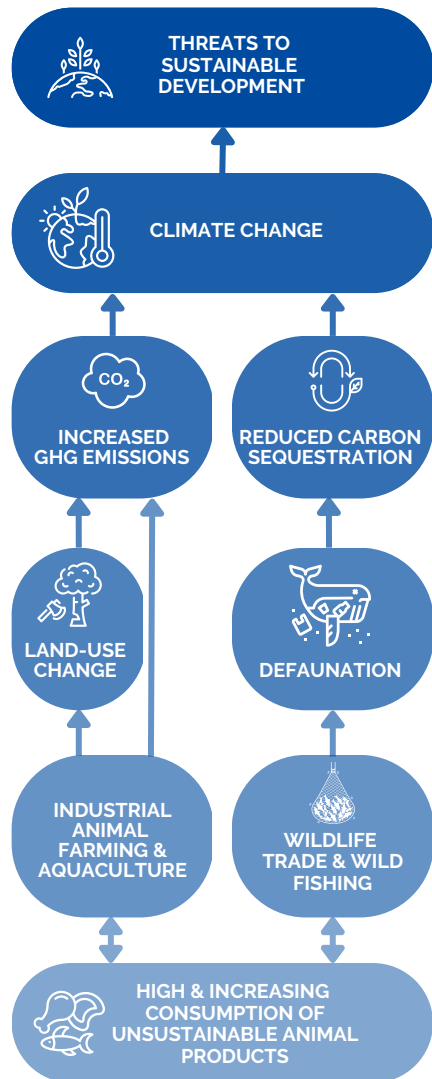 THREATS TO
SUSTAINABLE
DEVELOPMENT
CLIMATE CHANGE
CO₂
INCREASED
GHG EMISSIONS
REDUCED CARBON
SEQUESTRATION
LAND-USE
CHANGE
DEFAUNATION
INDUSTRIAL
ANIMAL
FARMING &
AQUACULTURE
WILDLIFE
TRADE & WILD
FISHING
HIGH & INCREASING
CONSUMPTION OF
UNSUSTAINABLE ANIMAL
PRODUCTS